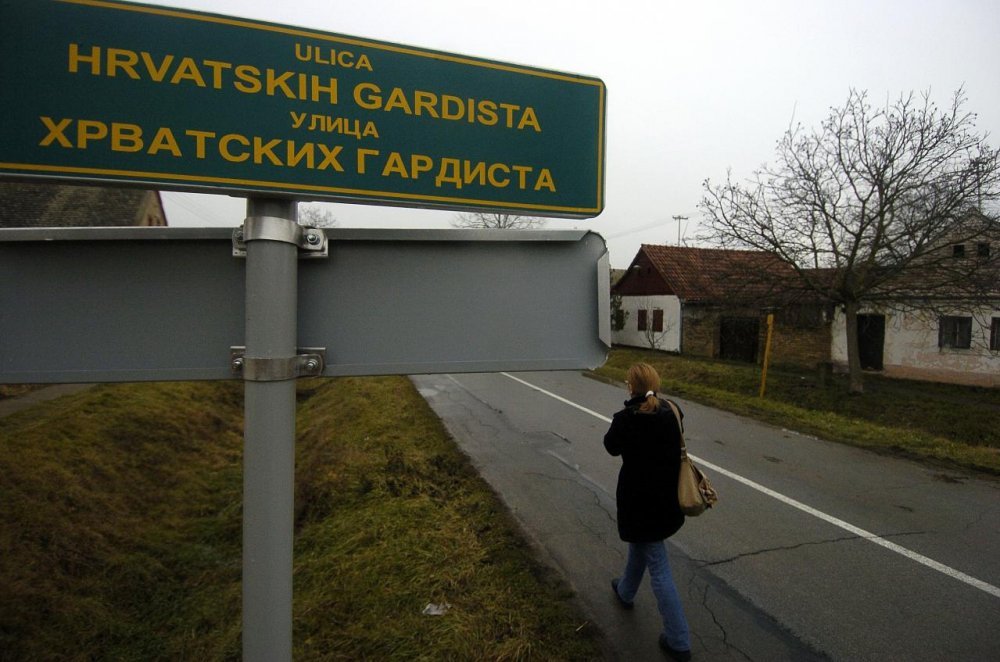 ULICA
HRVATSKIH GARDISTA
УЛИЦА
ХРВАТСКИХ ГАРДИСТА